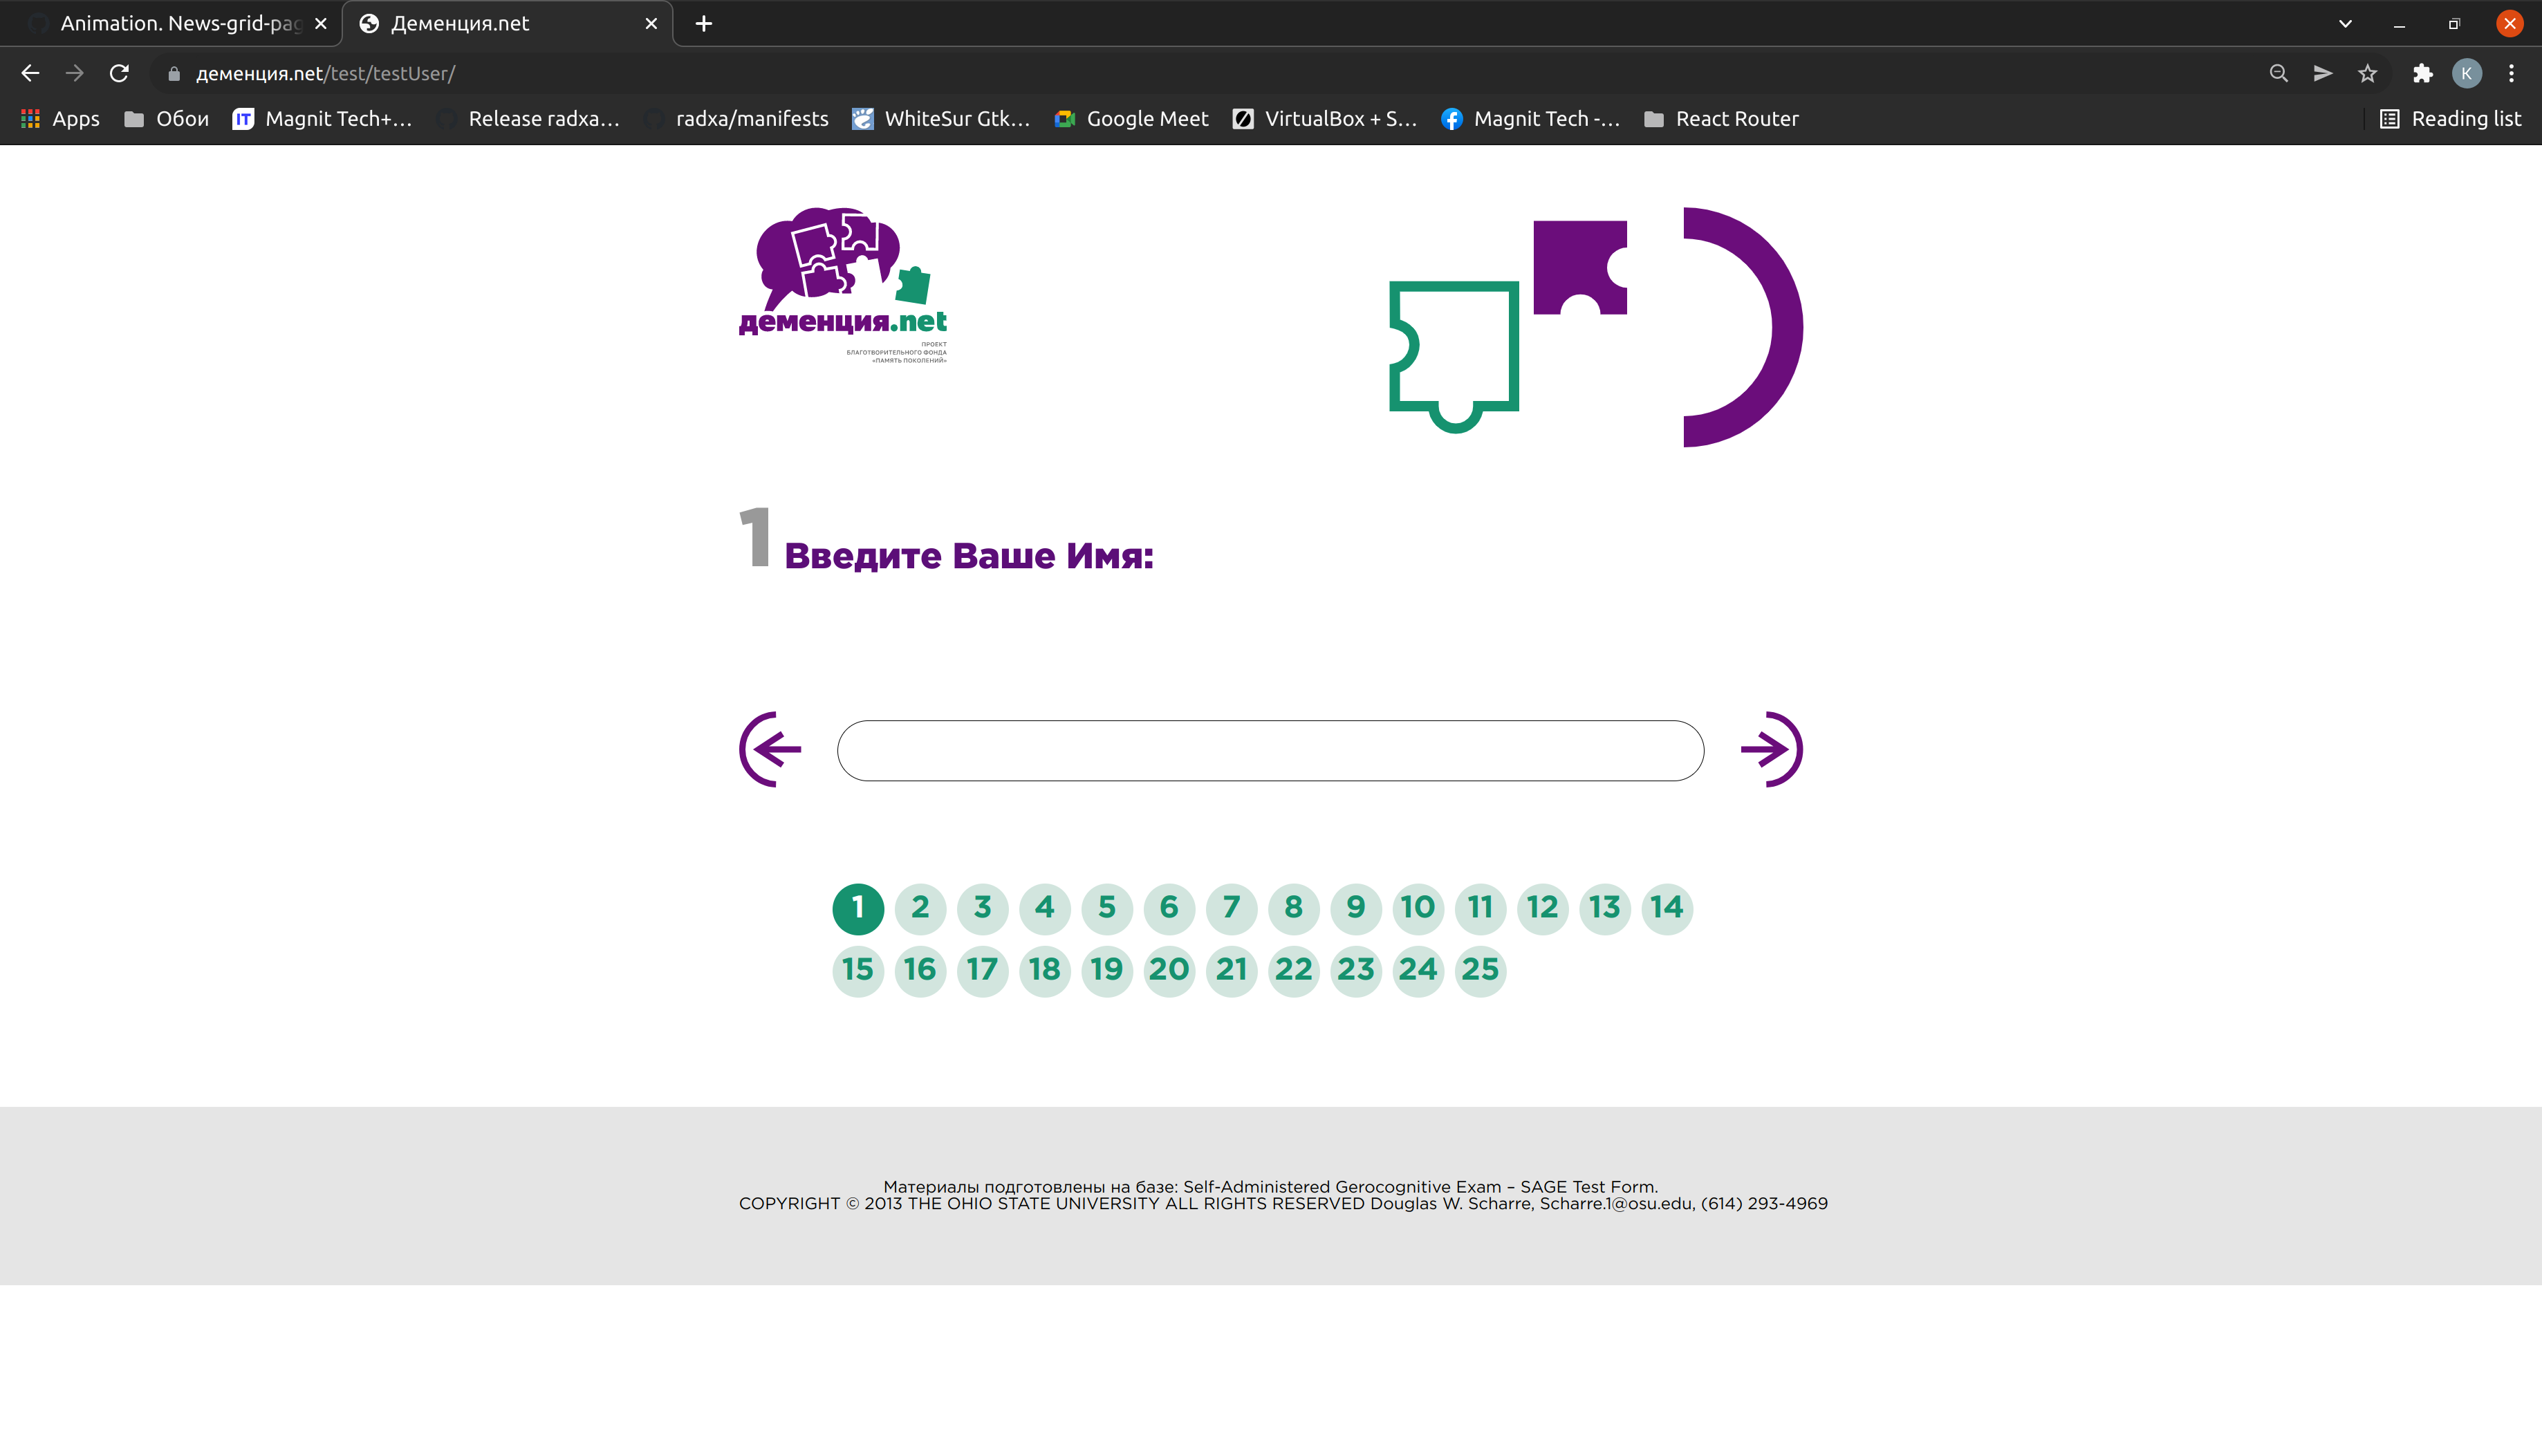 Animation. News-grid-pag
Деменция.net
деменция.net/test/testUser/
K
Apps
Обои
IT
Magnit Tech+...
Release radxa...
radxa/manifests
WhiteSur Gtk...
Google Meet
VirtualBox + S...
Magnit Tech -...
React Router
Reading list
деменция.net
ПРОЕКТ
БЛАГОТВОРИТЕЛЬНОГО ФОНДА
«ПАМЯТЬ ПОКОЛЕНИЙ»
1 Введите Ваше Имя:
1 2 3 4 5 6 7 8 9 10 11 12 13 14
15 16 17 18 19 20 21 22 23 24 25
Материалы подготовлены на базе: Self-Administered Gerocognitive Exam – SAGE Test Form.
COPYRIGHT © 2013 THE OHIO STATE UNIVERSITY ALL RIGHTS RESERVED Douglas W. Scharre, Scharre.1@osu.edu, (614) 293-4969